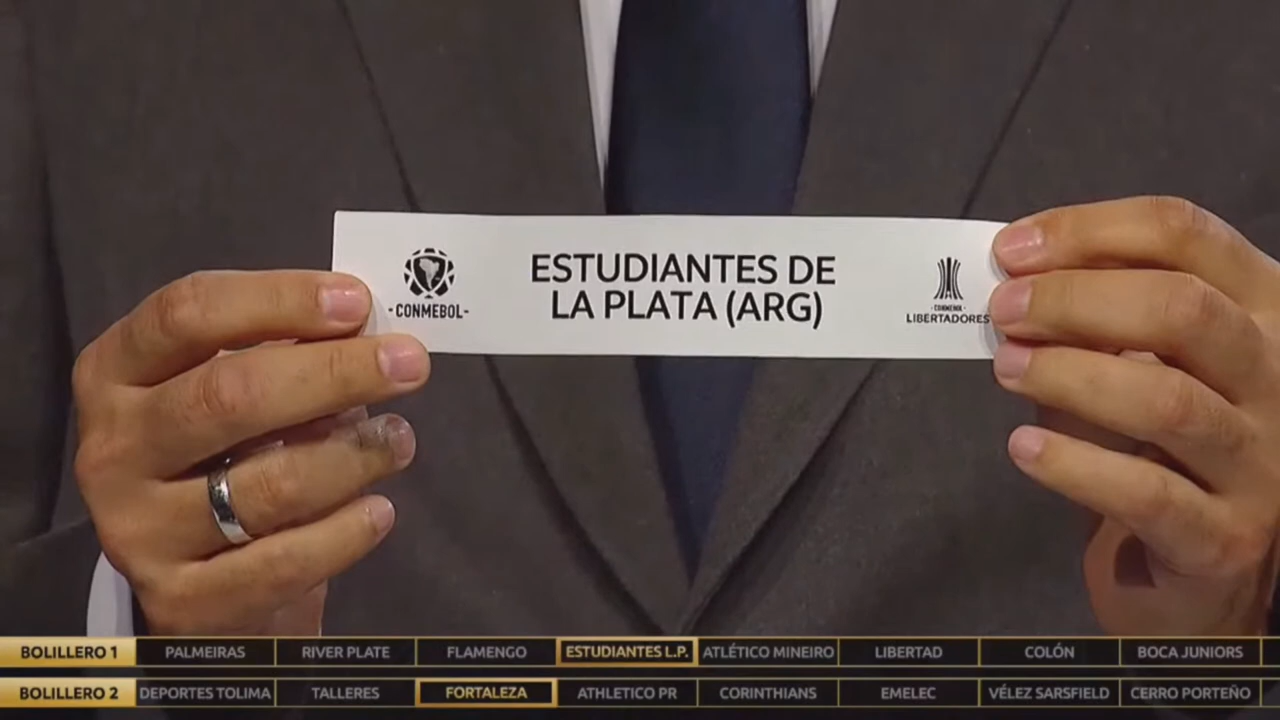 -CONMEBOL-
ESTUDIANTES DE
LA PLATA (ARG)
·CONMEBOL·
LIBERTADORES
BOLILLERO 1 PALMEIRAS RIVER PLATE FLAMENGO ESTUDIANTES L.P. ATLÉTICO MINEIRO LIBERTAD COLÓN BOCA JUNIORS
BOLILLERO 2 DEPORTES TOLIMA TALLERES FORTALEZA ATHLETICO PR CORINTHIANS EMELEC VÉLEZ SARSFIELD CERRO PORTEÑO